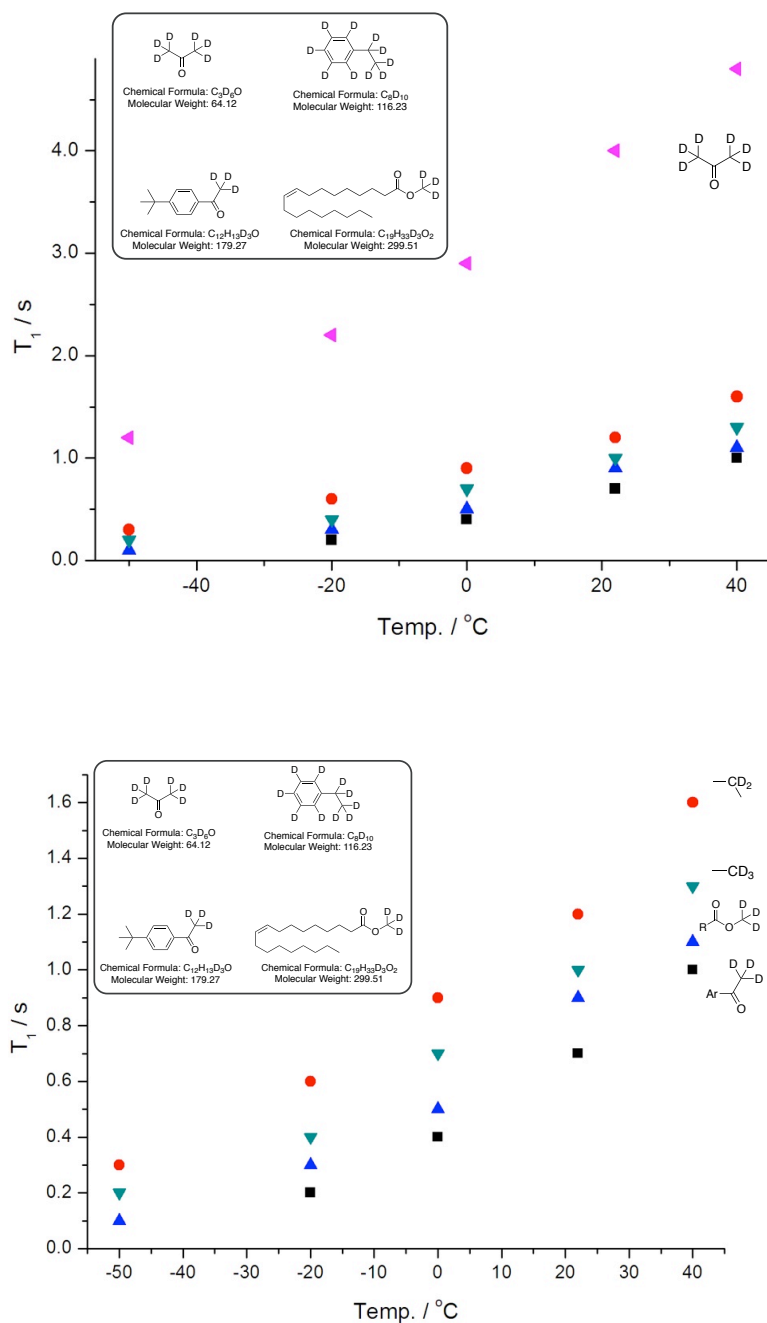 D D
D D
D D
O
Chemical Formula: C₃D₆O
Molecular Weight: 64.12
D D
D D
D
D D
D D
D
Chemical Formula: C₈D₁₀
Molecular Weight: 116.23
D D
D
O
Chemical Formula: C₁₂H₁₃D₃O
Molecular Weight: 179.27
O
O
D
D
D
Chemical Formula: C₁₉H₃₃D₃O₂
Molecular Weight: 299.51
D D
D D
D D
O
4.0
3.0
2.0
1.0
0.0
T₁ / s
-40 -20 0 20 40
Temp. / °C
D D
D D
D D
O
Chemical Formula: C₃D₆O
Molecular Weight: 64.12
D D
D D
D
D D
D D
D
Chemical Formula: C₈D₁₀
Molecular Weight: 116.23
D D
D
O
Chemical Formula: C₁₂H₁₃D₃O
Molecular Weight: 179.27
O
O
D
D
D
Chemical Formula: C₁₉H₃₃D₃O₂
Molecular Weight: 299.51
CD₂
CD₃
O
R O
D
D
D
D D
D
Ar
O
1.6
1.4
1.2
1.0
0.8
0.6
0.4
0.2
0.0
T₁ / s
-50 -40 -30 -20 -10 0 10 20 30 40
Temp. / °C